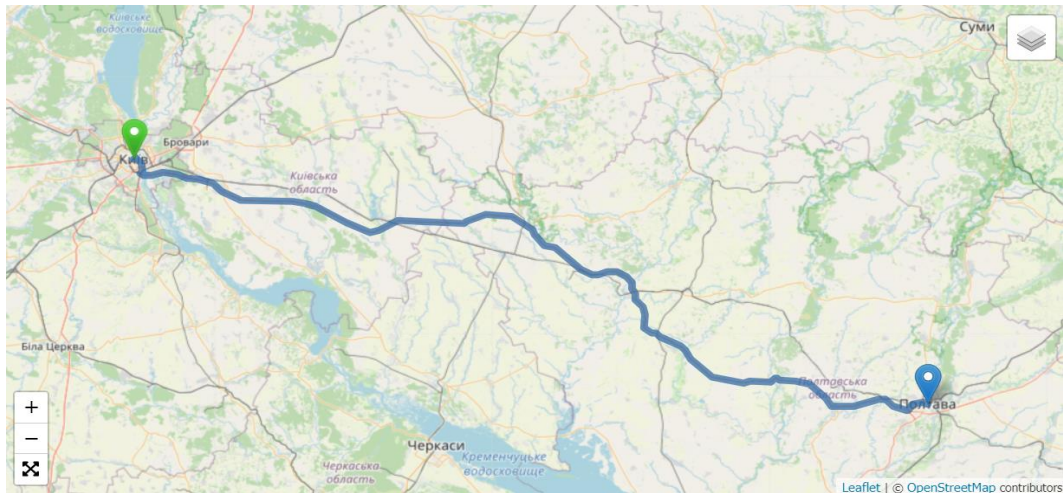 Київське
водосховище
Суми
Бровари
Київ
Київська
область
Біла Церква
Полтавська
область
Полтава
+
−
Черкаси
Черкаська
область
Кременчуцьке
водосховище
Leaflet | © OpenStreetMap contributors